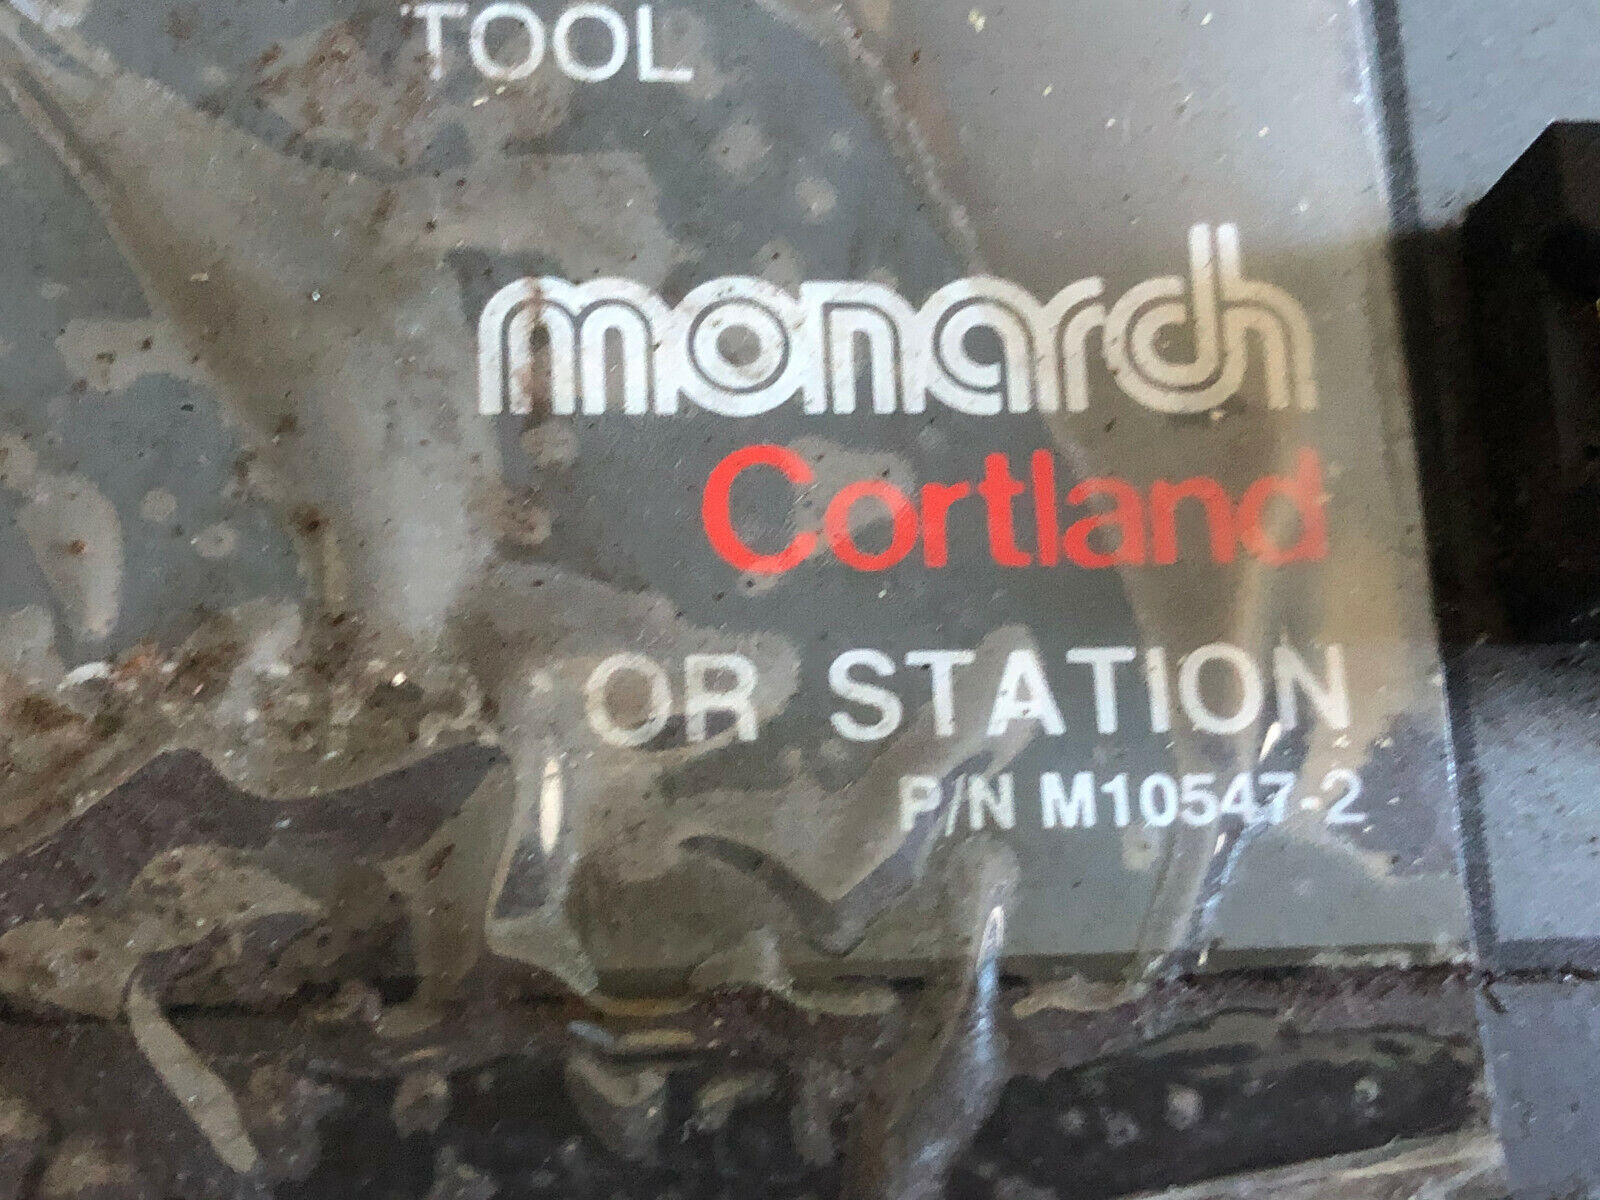 TOOL
monarch
Cortland
OR STATION
P/N M10547-2